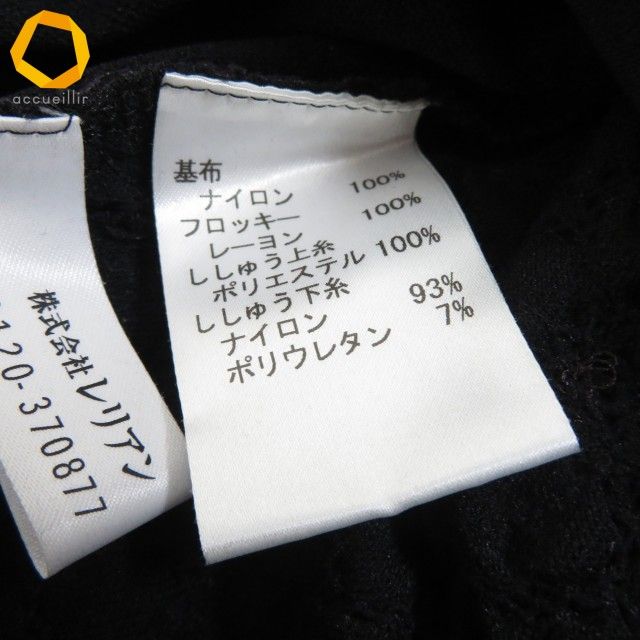 accueillir
基布
ナイロン 100%
フロッキー
レーヨン 100%
ししゅう上糸
ポリエステル 100%
ししゅう下糸
ナイロン 93%
ポリウレタン 7%
株式会社レリアン
120-370877